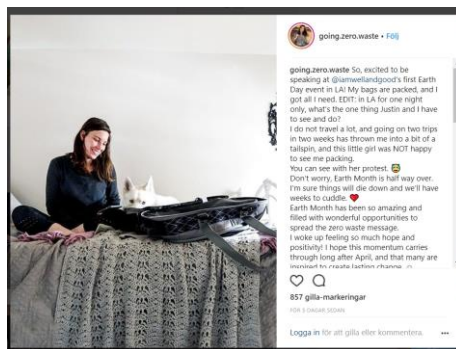 going.zero.waste • Följ
going.zero.waste So, excited to be
speaking at @iamwellandgood's first Earth
Day event in LA! My bags are packed, and I
got all I need. EDIT: in LA for one night
only, what's the one thing Justin and I have
to see and do?
I do not travel a lot, and going on two trips
in two weeks has thrown me into a bit of a
tailspin, and this little girl was NOT happy
to see me packing.
You can see with her protest. 😨
Don't worry, Earth Month is half way over.
I'm sure things will die down and we'll have
weeks to cuddle. ❤️
Earth Month has been so amazing and
filled with wonderful opportunities to
spread the zero waste message.
I woke up feeling so much hope and
positivity! I hope this momentum carries
through long after April, and that many are
inspired to create lasting change.
857 gilla-markeringar
FÖR 3 DAGAR SEDAN
Logga in för att gilla eller kommentera.